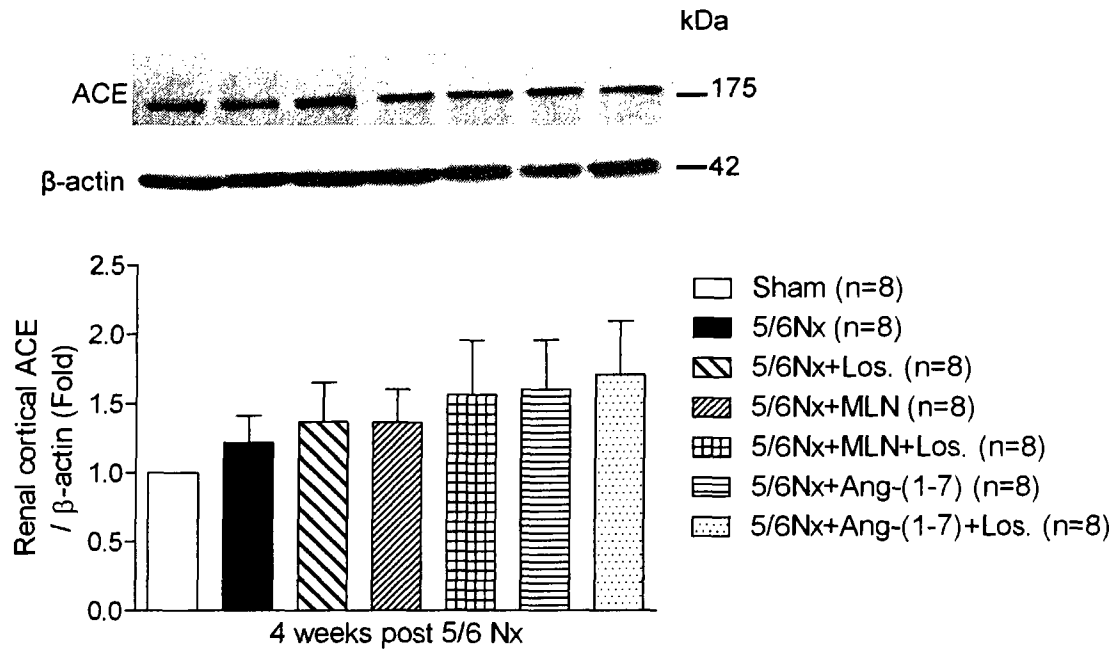 kDa
ACE
175
β-actin
42
Renal cortical ACE
/ β-actin (Fold)
2.5
2.0
1.5
1.0
0.5
0.0
4 weeks post 5/6 Nx
Sham (n=8)
5/6Nx (n=8)
5/6Nx+Los. (n=8)
5/6Nx+MLN (n=8)
5/6Nx+MLN+Los. (n=8)
5/6Nx+Ang-(1-7) (n=8)
5/6Nx+Ang-(1-7)+Los. (n=8)